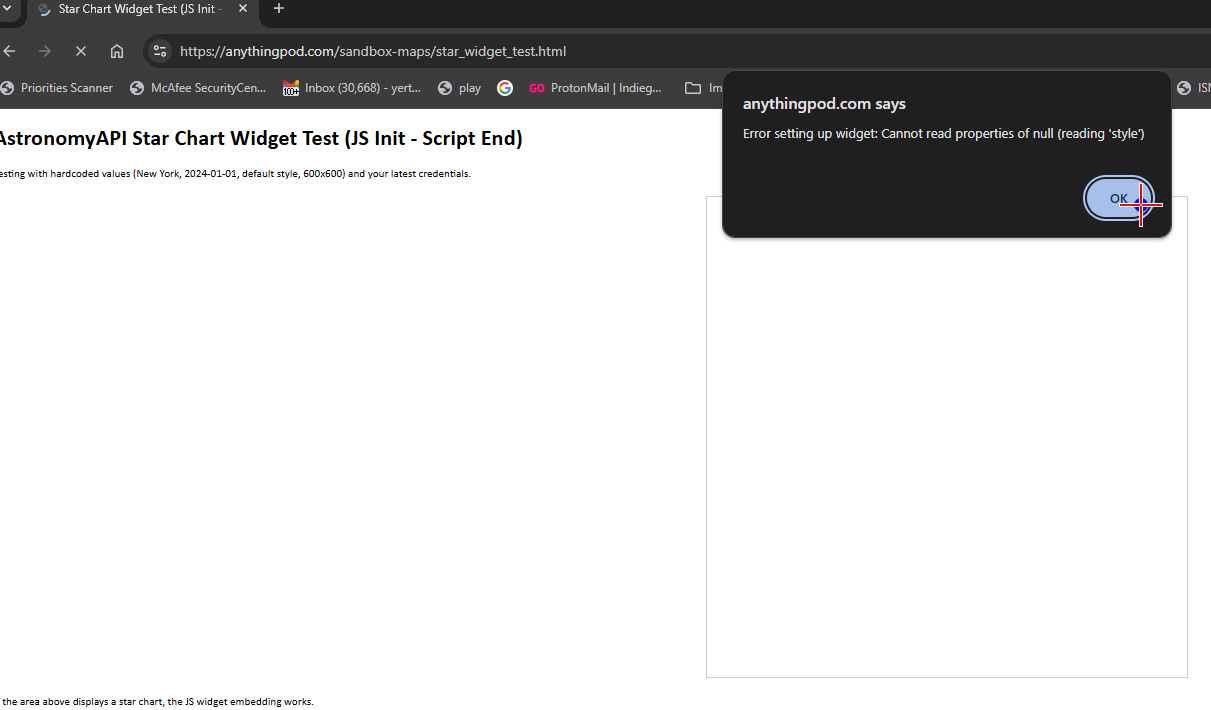 Star Chart Widget Test (JS Init -
https://anythingpod.com/sandbox-maps/star_widget_test.html
Priorities Scanner
McAfee SecurityCen...
100+
Inbox (30,668) - yert...
play
G
GO
ProtonMail | Indieg...
Im
ISN
anythingpod.com says
Error setting up widget: Cannot read properties of null (reading 'style')
OK
AstronomyAPI Star Chart Widget Test (JS Init - Script End)
esting with hardcoded values (New York, 2024-01-01, default style, 600x600) and your latest credentials.
the area above displays a star chart, the JS widget embedding works.